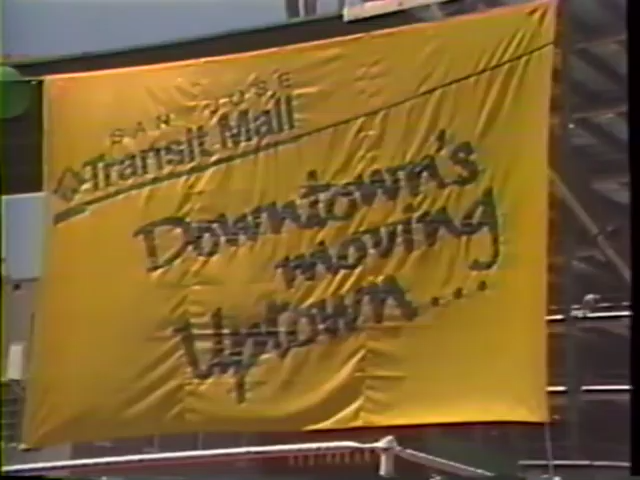 SAN JOSE
Transit Mall
Downtown's
moving
Uptown....